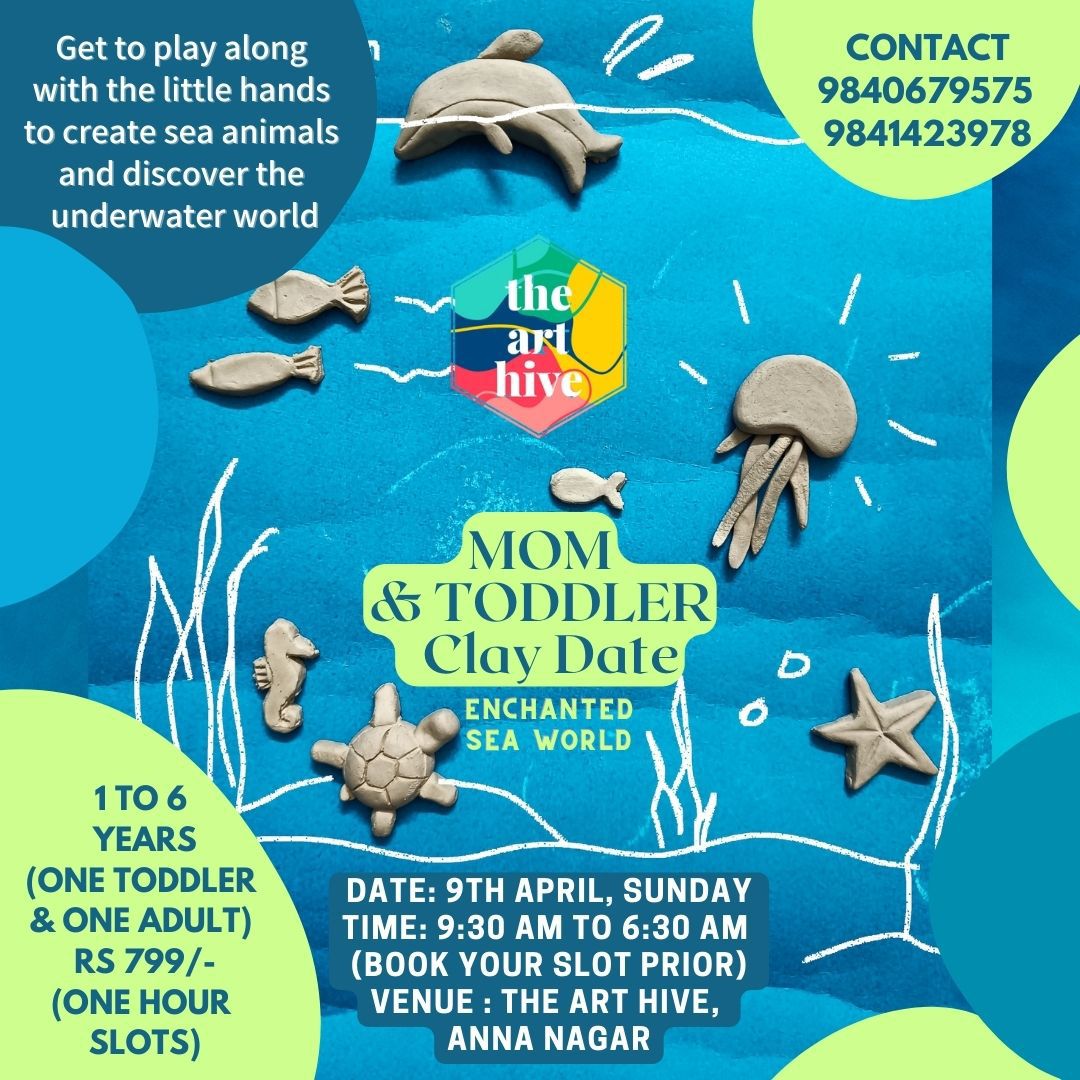 Get to play along
with the little hands
to create sea animals
and discover the
underwater world
CONTACT
9840679575
9841423978
the
art
hive
MOM
& TODDLER
Clay Date
ENCHANTED
SEA WORLD
1 TO 6
YEARS
(ONE TODDLER
& ONE ADULT)
RS 799/-
(ONE HOUR
SLOTS)
DATE: 9TH APRIL, SUNDAY
TIME: 9:30 AM TO 6:30 AM
(BOOK YOUR SLOT PRIOR)
VENUE : THE ART HIVE,
ANNA NAGAR